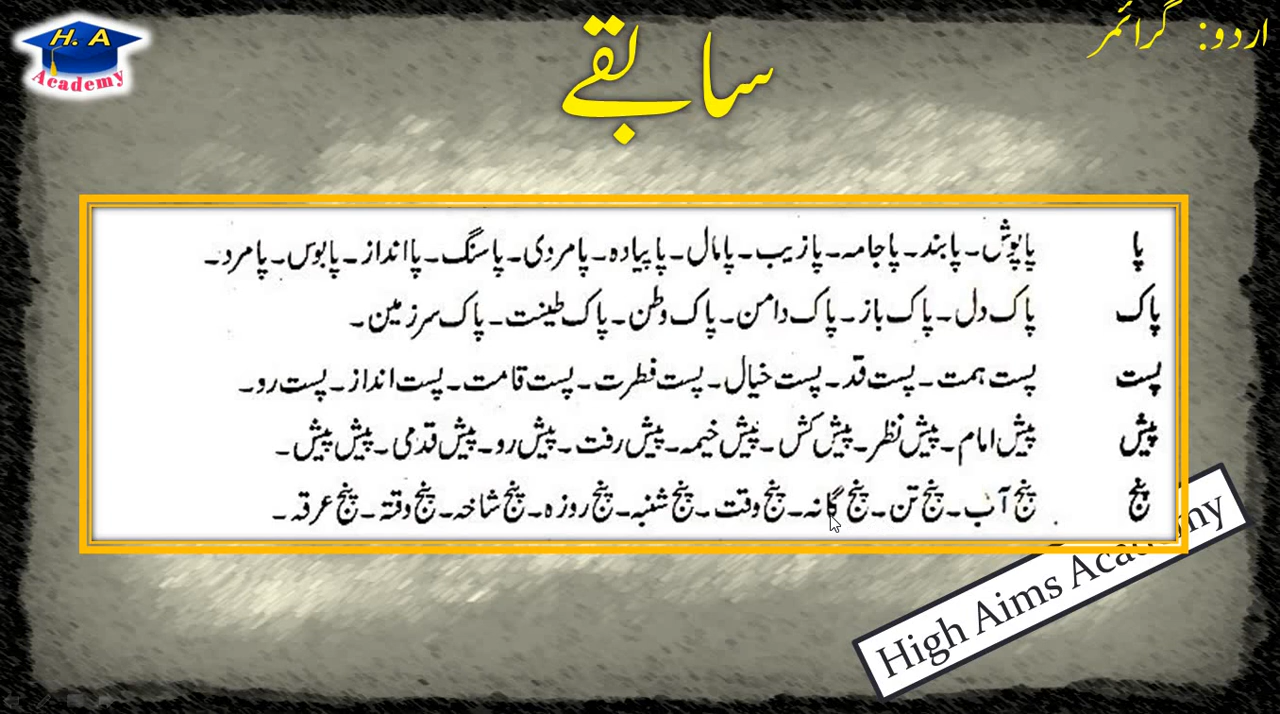 اردو: گرائمر
H. A
Academy
سابقے
پا پاپوش۔پابند۔پاجامہ۔پازیب۔پامال۔پاپیادہ۔پامردی۔پاسنگ۔پاانداز۔پابوس۔پامرد۔
پاک پاک دل۔پاک باز۔پاک دامن۔پاک وطن۔پاک طینت۔پاک سرزمین۔
پست پست ہمت۔پست قد۔پست خیال۔پست فطرت۔پست قامت۔پست انداز۔پست رو۔
پیش پیش امام۔پیش نظر۔پیش کش۔پیش خیمہ۔پیش رفت۔پیش رو۔پیش قدمی۔پیش پیش۔
پنج پنج آب۔پنج تن۔پنج گانہ۔پنج وقت۔پنج شنبہ۔پنج روزہ۔پنج شاخہ۔پنج وقتہ۔پنج عرقہ۔
High Aims Academy